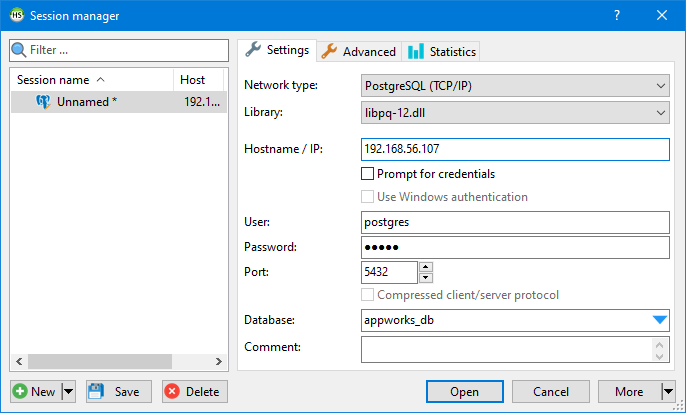 HS Session manager
Filter ...
Settings Advanced Statistics
Session name Host
Unnamed * 192.1...
Network type: PostgreSQL (TCP/IP)
Library: libpq-12.dll
Hostname / IP: 192.168.56.107
Prompt for credentials
Use Windows authentication
User: postgres
Password: ●●●●●
Port: 5432
Compressed client/server protocol
Database: appworks_db
Comment:
New Save Delete Open Cancel More